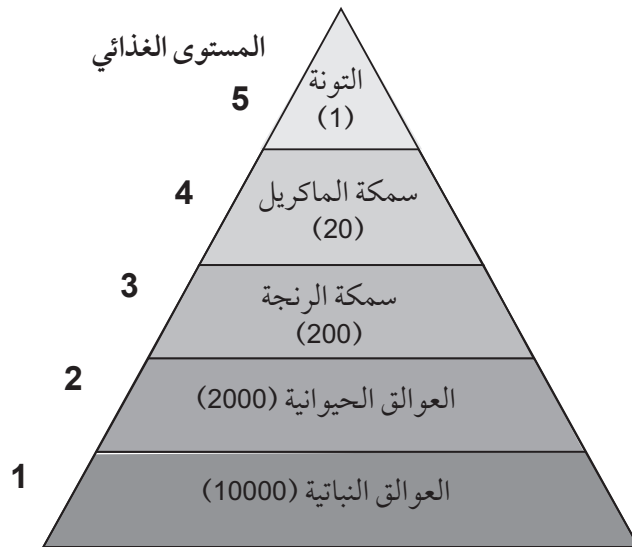 المستوى الغذائي
5
التونة
(1)
4
سمكة الماكريل
(20)
3
سمكة الرنجة
(200)
2
العوالق الحيوانية (2000)
1
العوالق النباتية (10000)